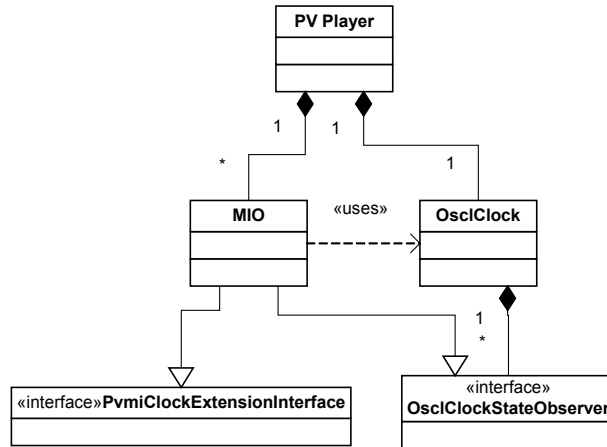 PV Player
1
1
*
1
MIO
«uses»
OsclClock
1
*
«interface»PvmiClockExtensionInterface
«interface»
OsclClockStateObserver